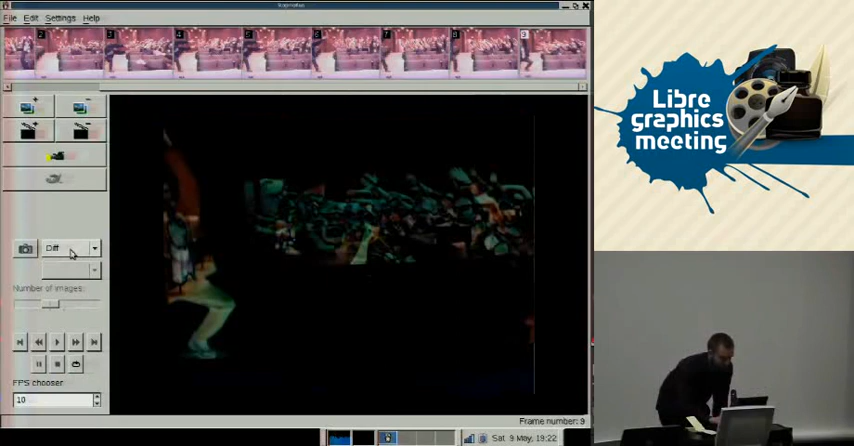 File Edit Settings Help
2 3 4 5 6 7 8 9
Diff
Number of images:
FPS chooser:
10
Frame number: 9
Sat 9 May, 19:22
Libre
graphics
meeting